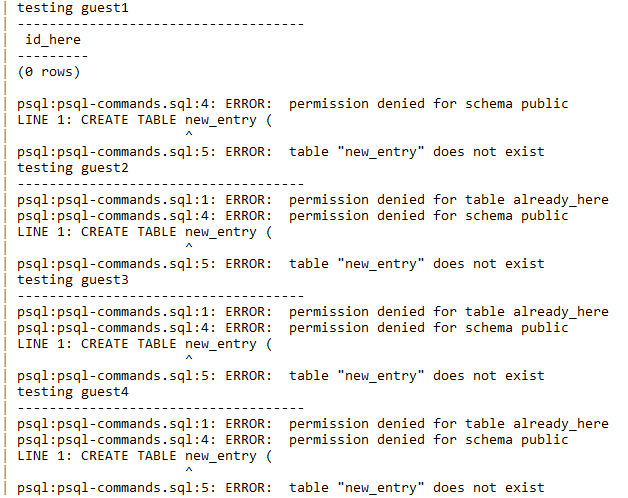 | testing guest1
| ------------------------------------
|  id_here
| ---------
| (0 rows)
|
| psql:psql-commands.sql:4: ERROR:  permission denied for schema public
| LINE 1: CREATE TABLE new_entry (
|                      ^
| psql:psql-commands.sql:5: ERROR:  table "new_entry" does not exist
| testing guest2
| ------------------------------------
| psql:psql-commands.sql:1: ERROR:  permission denied for table already_here
| psql:psql-commands.sql:4: ERROR:  permission denied for schema public
| LINE 1: CREATE TABLE new_entry (
|                      ^
| psql:psql-commands.sql:5: ERROR:  table "new_entry" does not exist
| testing guest3
| ------------------------------------
| psql:psql-commands.sql:1: ERROR:  permission denied for table already_here
| psql:psql-commands.sql:4: ERROR:  permission denied for schema public
| LINE 1: CREATE TABLE new_entry (
|                      ^
| psql:psql-commands.sql:5: ERROR:  table "new_entry" does not exist
| testing guest4
| ------------------------------------
| psql:psql-commands.sql:1: ERROR:  permission denied for table already_here
| psql:psql-commands.sql:4: ERROR:  permission denied for schema public
| LINE 1: CREATE TABLE new_entry (
|                      ^
| psql:psql-commands.sql:5: ERROR:  table "new_entry" does not exist